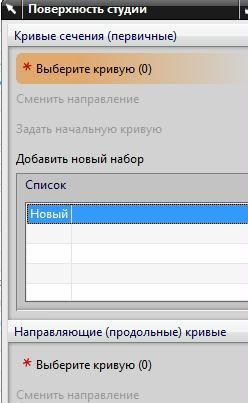 Поверхность студии
Кривые сечения (первичные)
* Выберите кривую (0)
Сменить направление
Задать начальную кривую
Добавить новый набор
Список
Новый
Направляющие (продольные) кривые
* Выберите кривую (0)
Сменить направление